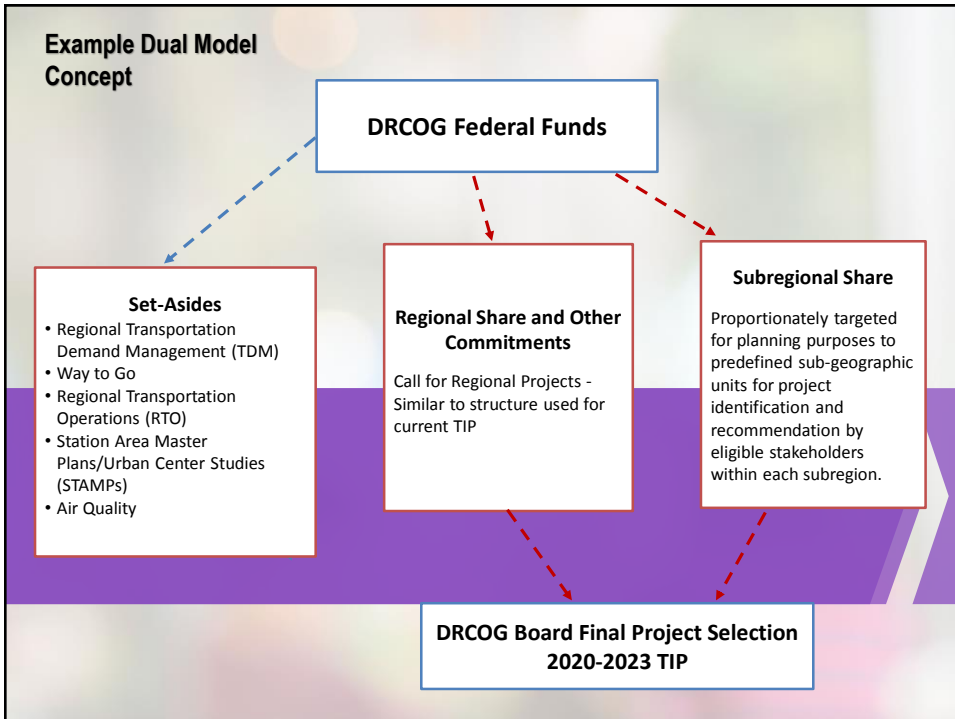 Example Dual Model
Concept
DRCOG Federal Funds
Set-Asides
• Regional Transportation
Demand Management (TDM)
• Way to Go
• Regional Transportation
Operations (RTO)
• Station Area Master
Plans/Urban Center Studies
(STAMPs)
• Air Quality
Regional Share and Other
Commitments
Call for Regional Projects -
Similar to structure used for
current TIP
Subregional Share
Proportionately targeted
for planning purposes to
predefined sub-geographic
units for project
identification and
recommendation by
eligible stakeholders
within each subregion.
DRCOG Board Final Project Selection
2020-2023 TIP